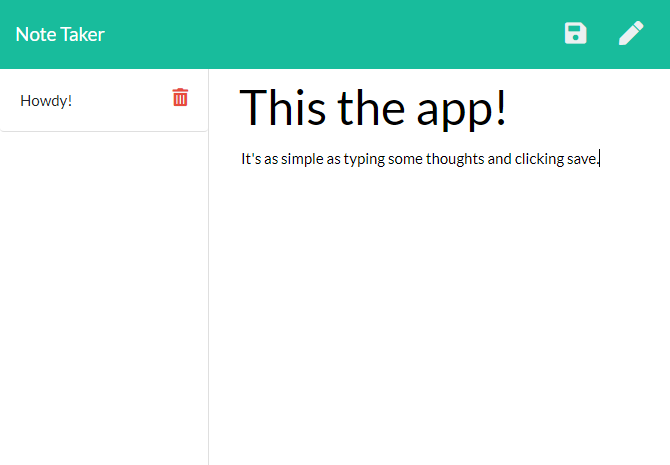 Note Taker
Howdy!
This the app!
It's as simple as typing some thoughts and clicking save.